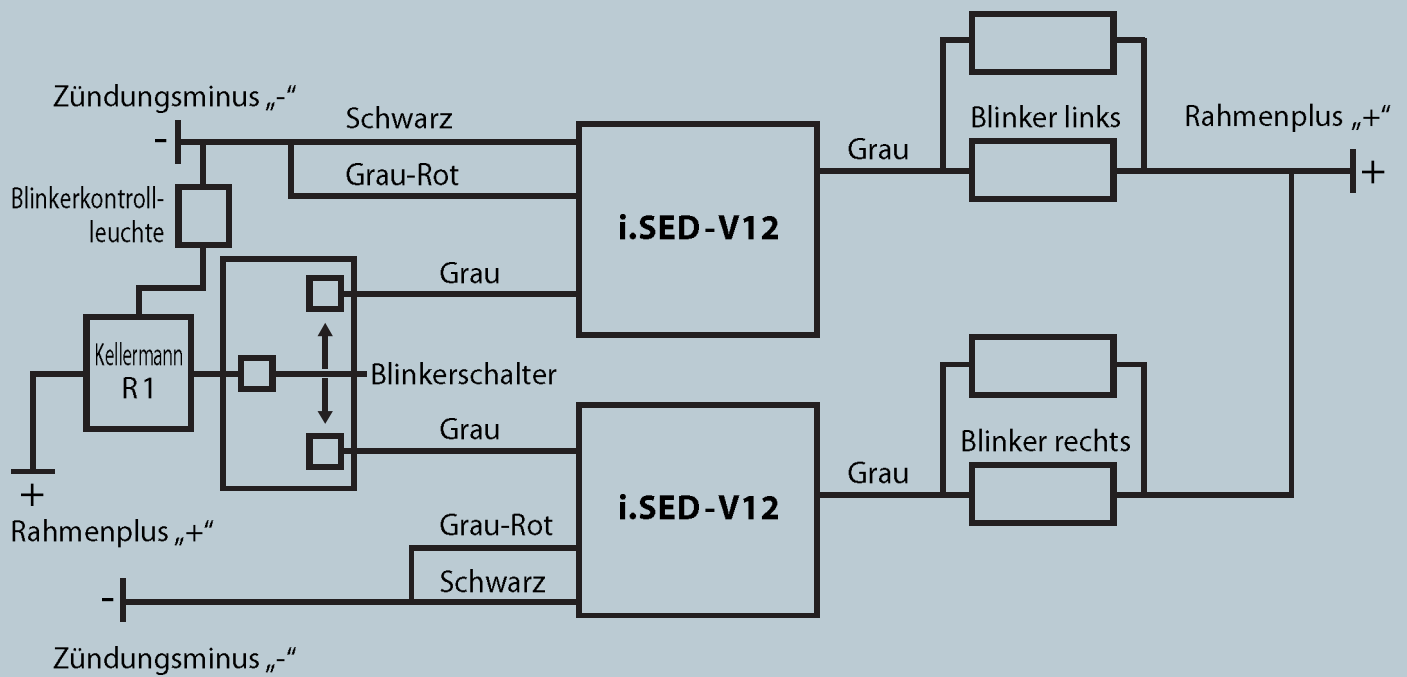 Zündungsminus „-“
-
Schwarz
Grau-Rot
Blinkerkontroll-
leuchte
Grau
i.SED-V12
Grau
Blinker links
Rahmenplus „+“
+
Kellermann
R1
Blinkerschalter
+
Rahmenplus „+“
Grau
i.SED-V12
Grau-Rot
Schwarz
Grau
Blinker rechts
-
Zündungsminus „-“